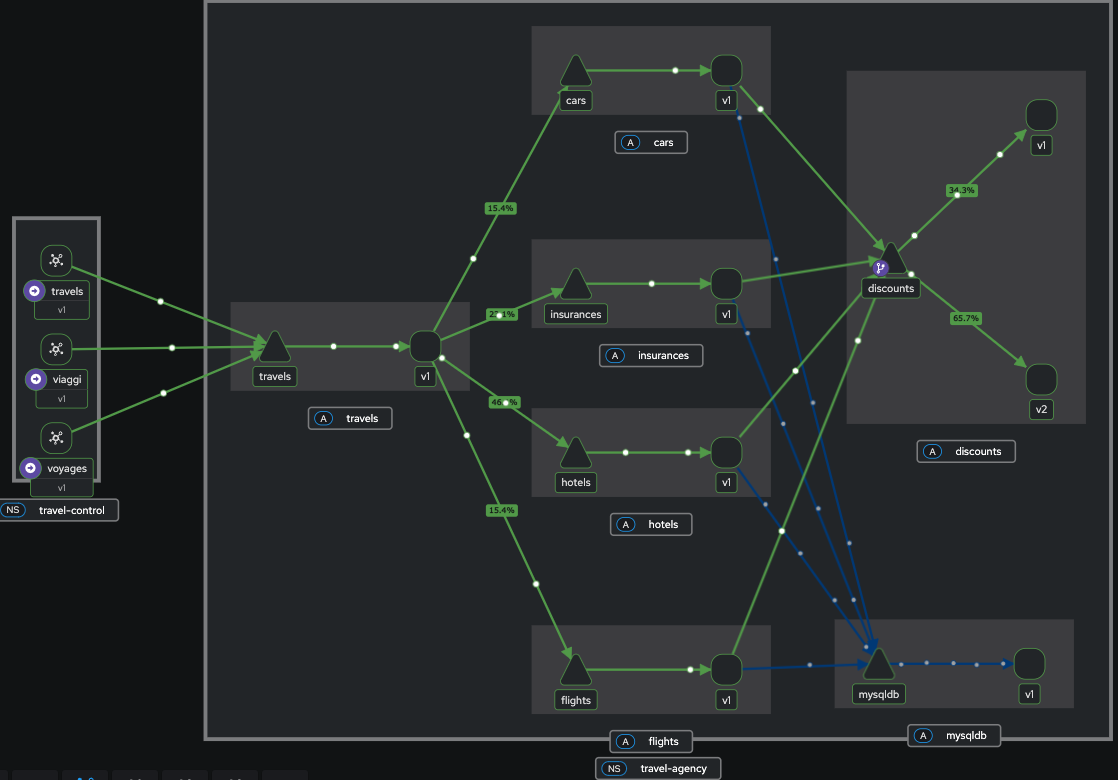 travels
v1
viaggi
v1
voyages
v1
NS travel-control
travels
v1
A travels
15.4%
15.4%
cars
v1
A cars
insurances
v1
A insurances
hotels
v1
A hotels
flights
v1
A flights
NS travel-agency
discounts
34.3%
v1
65.7%
v2
A discounts
mysqldb
v1
A mysqldb